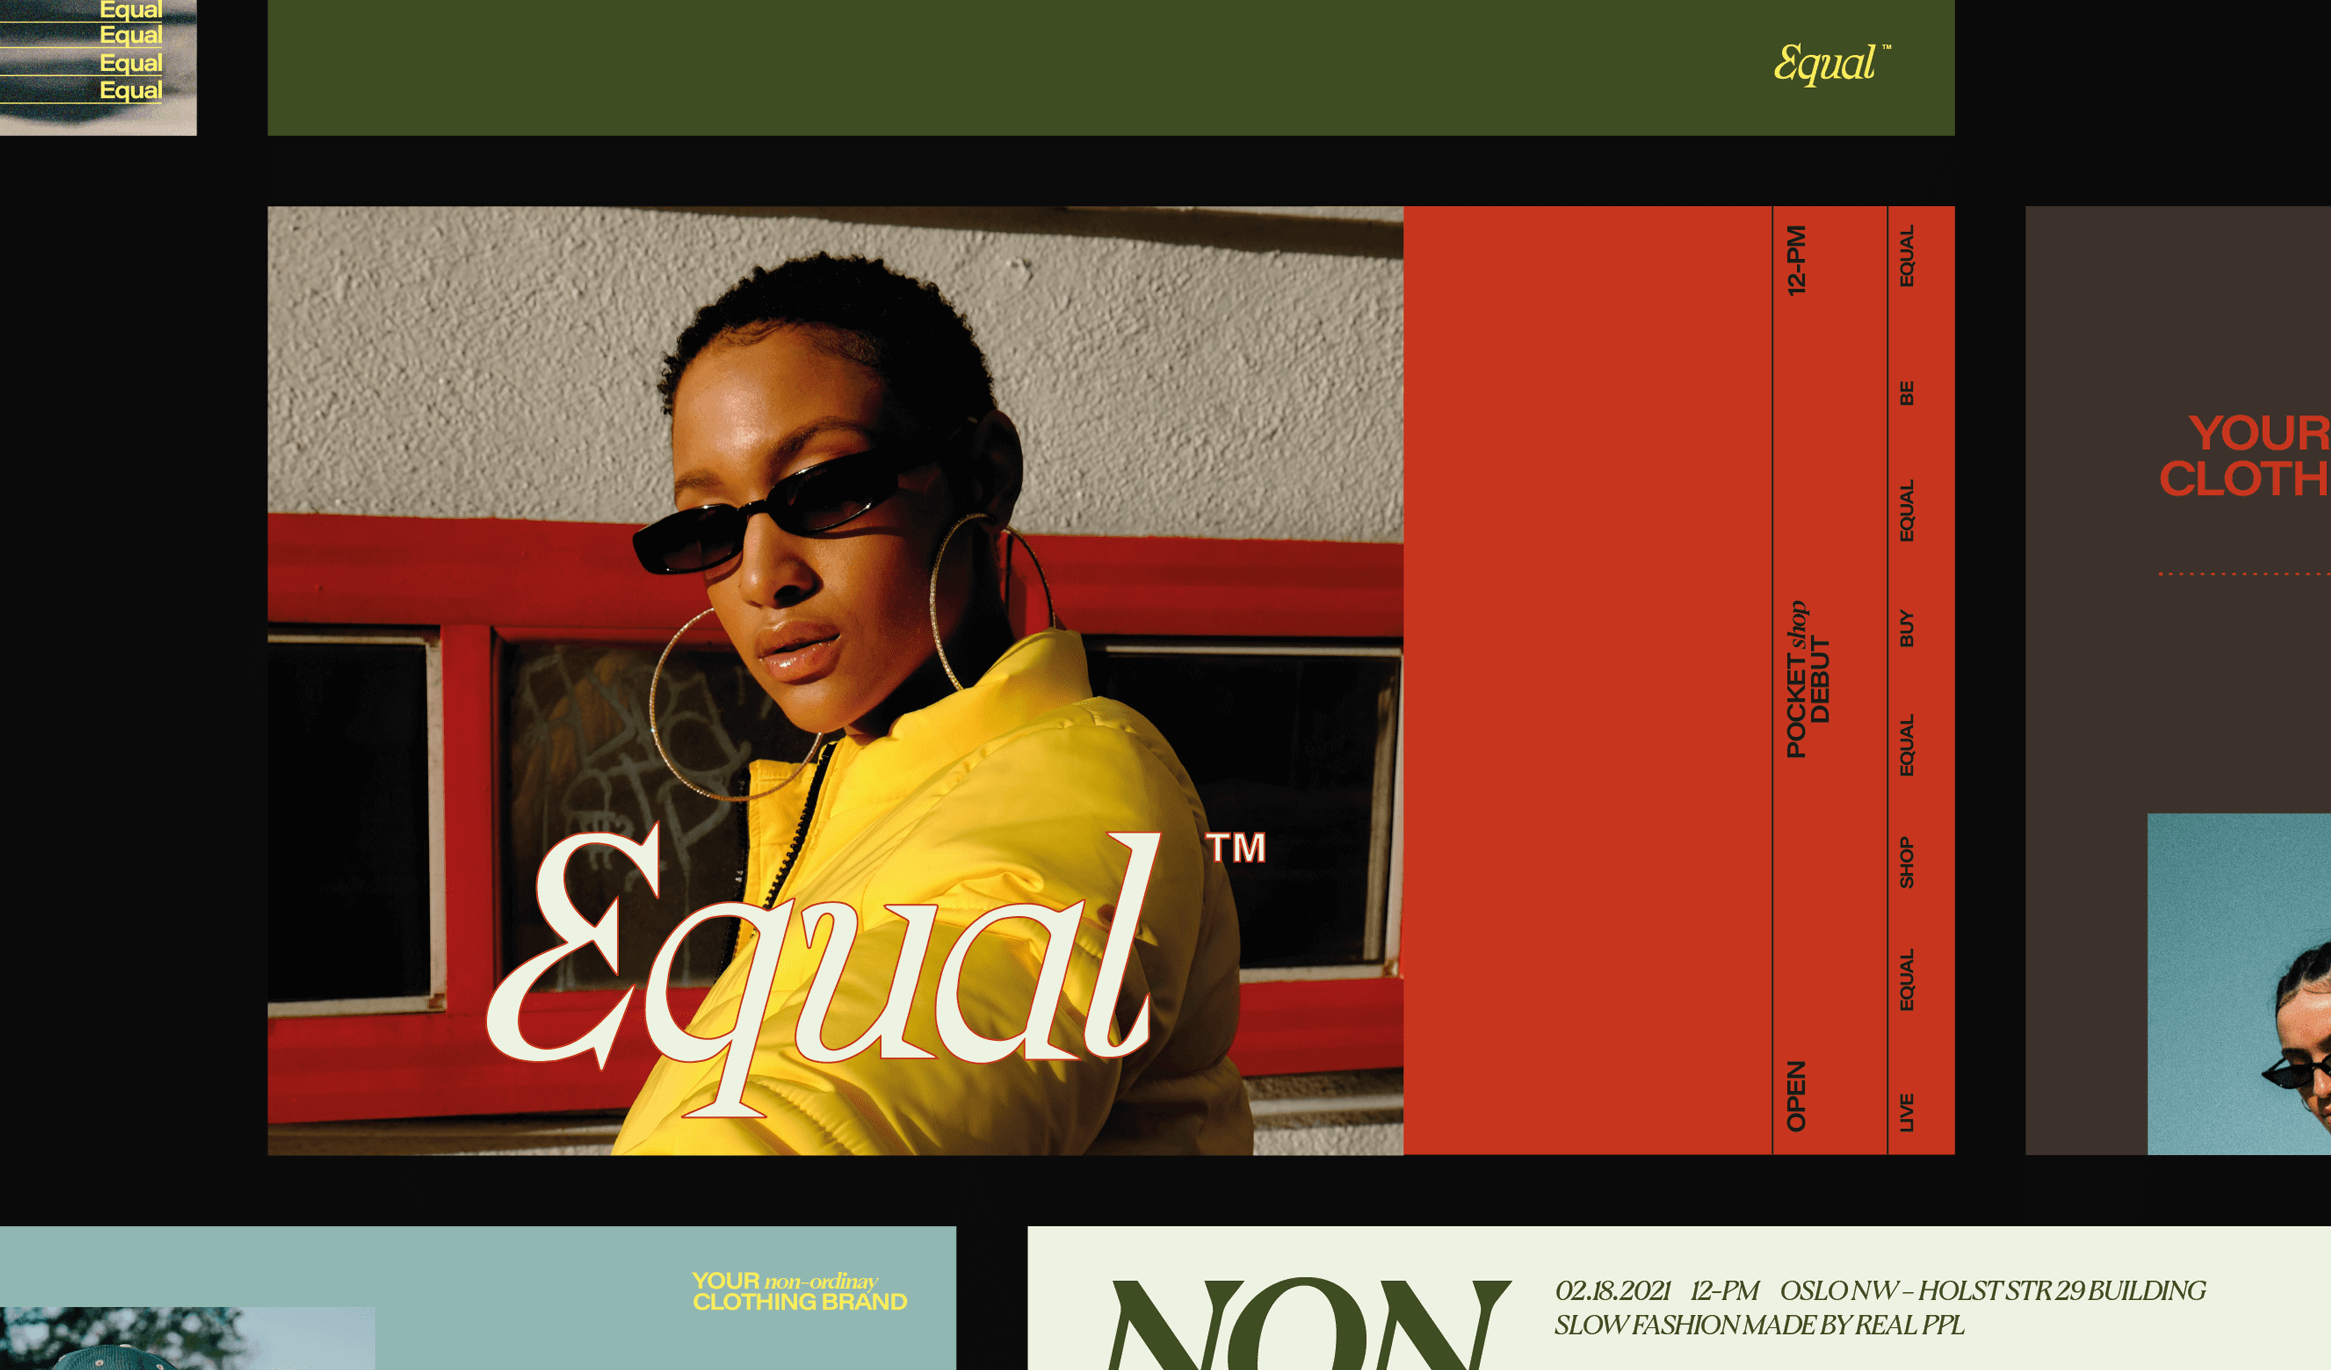 Equal
Equal
Equal
Equal
Equal™
Equal™
12-PM
POCKET shop
DEBUT
OPEN
EQUAL
BE
EQUAL
BUY
EQUAL
SHOP
EQUAL
LIVE
YOUR
CLOTH
YOUR non-ordinay
CLOTHING BRAND
NON
02.18.2021 12-PM OSLO NW - HOLST STR 29 BUILDING
SLOW FASHION MADE BY REAL PPL